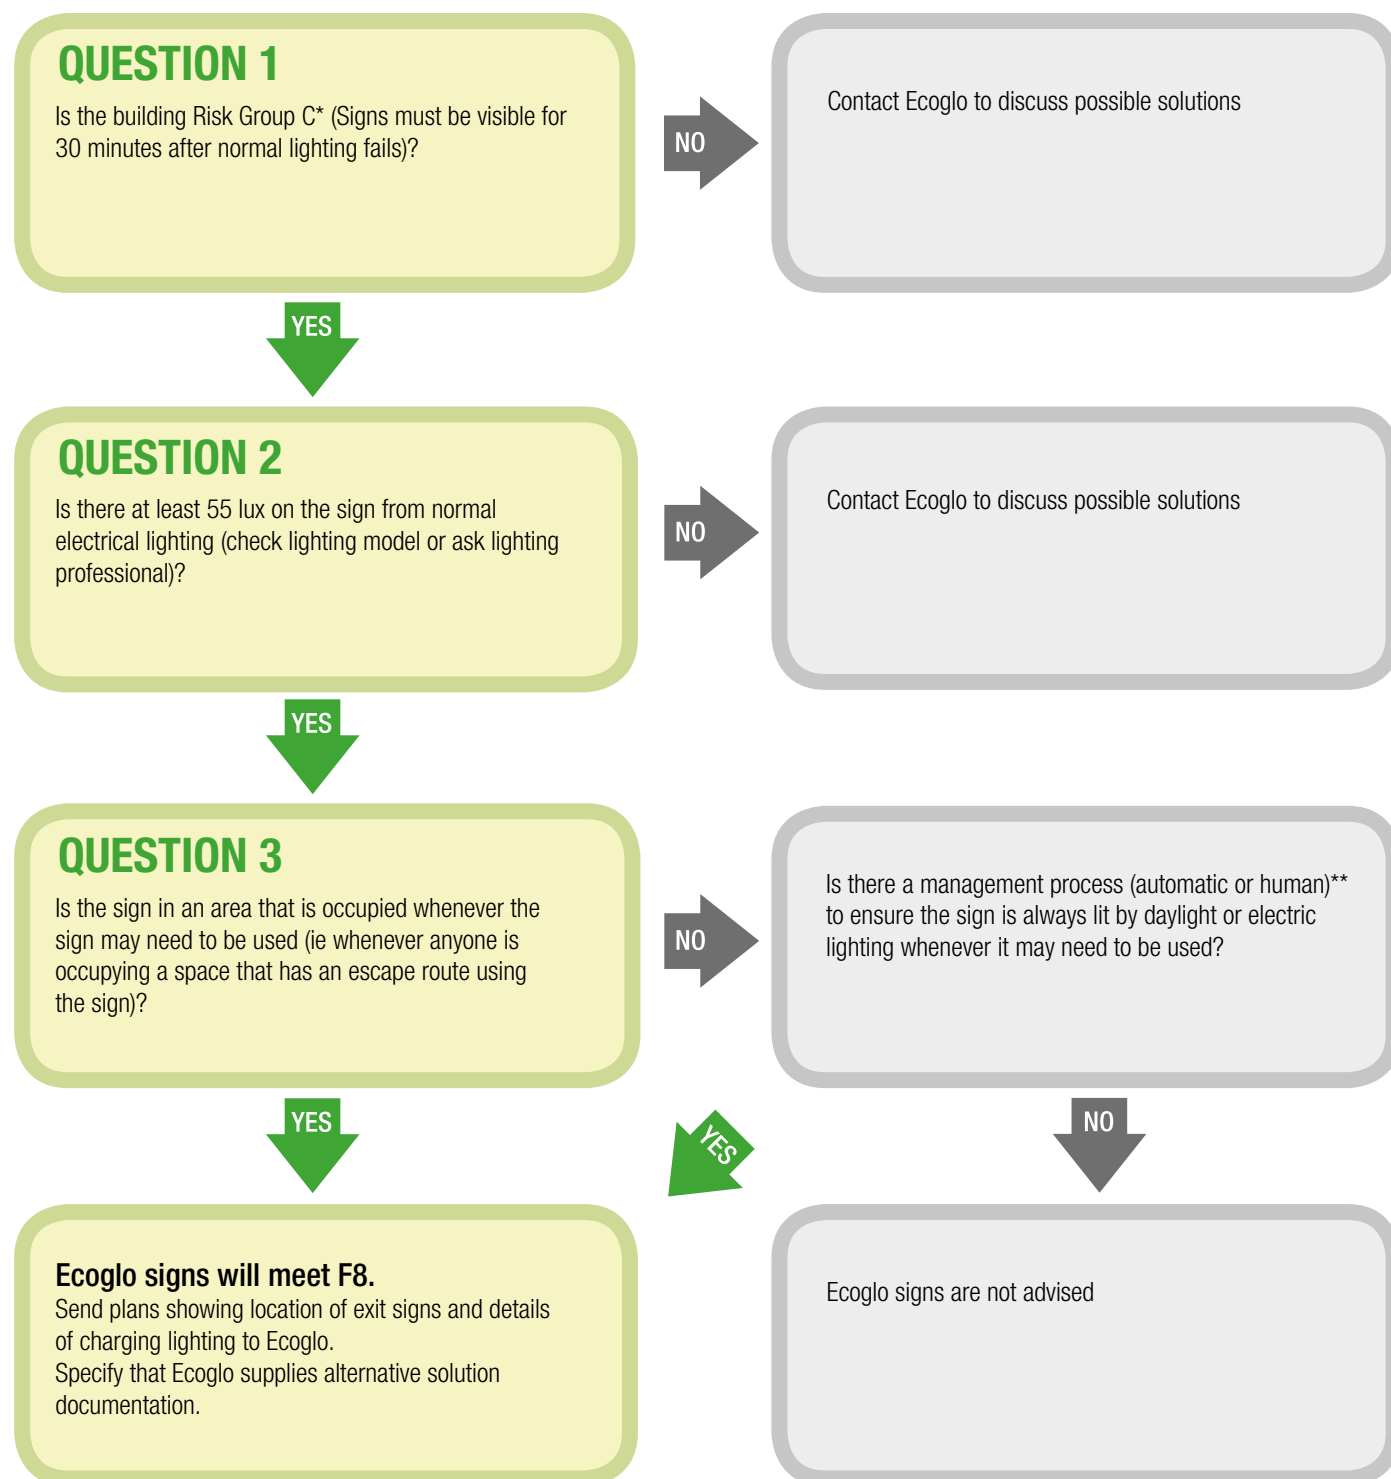 QUESTION 1
Is the building Risk Group C* (Signs must be visible for
30 minutes after normal lighting fails)?
NO
Contact Ecoglo to discuss possible solutions
YES
QUESTION 2
Is there at least 55 lux on the sign from normal
electrical lighting (check lighting model or ask lighting
professional)?
NO
Contact Ecoglo to discuss possible solutions
YES
QUESTION 3
Is the sign in an area that is occupied whenever the
sign may need to be used (ie whenever anyone is
occupying a space that has an escape route using
the sign)?
NO
Is there a management process (automatic or human)**
to ensure the sign is always lit by daylight or electric
lighting whenever it may need to be used?
YES
YES
NO
Ecoglo signs will meet F8.
Send plans showing location of exit signs and details
of charging lighting to Ecoglo.
Specify that Ecoglo supplies alternative solution
documentation.
Ecoglo signs are not advised